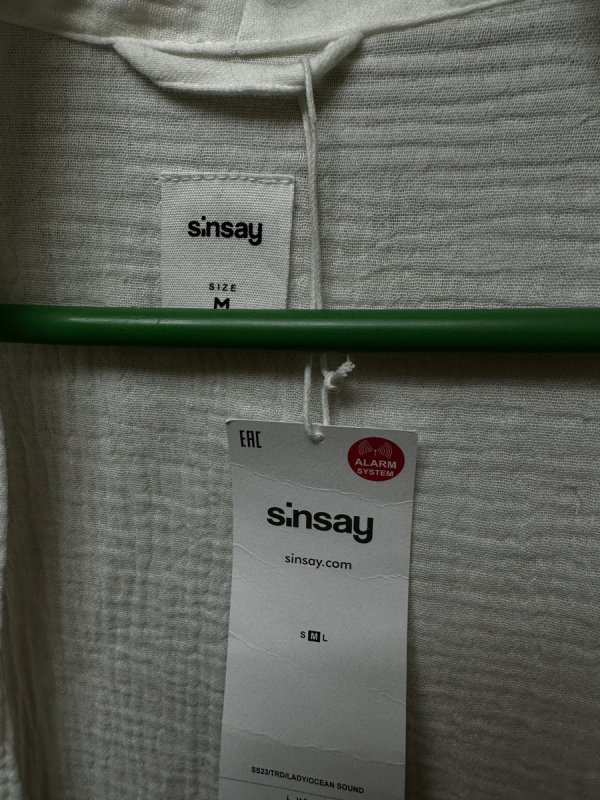 sinsay
SIZE
M
EAC
ALARM
SYSTEM
sinsay
sinsay.com
S M L
SS23/TRD/LADY/OCEAN SOUND